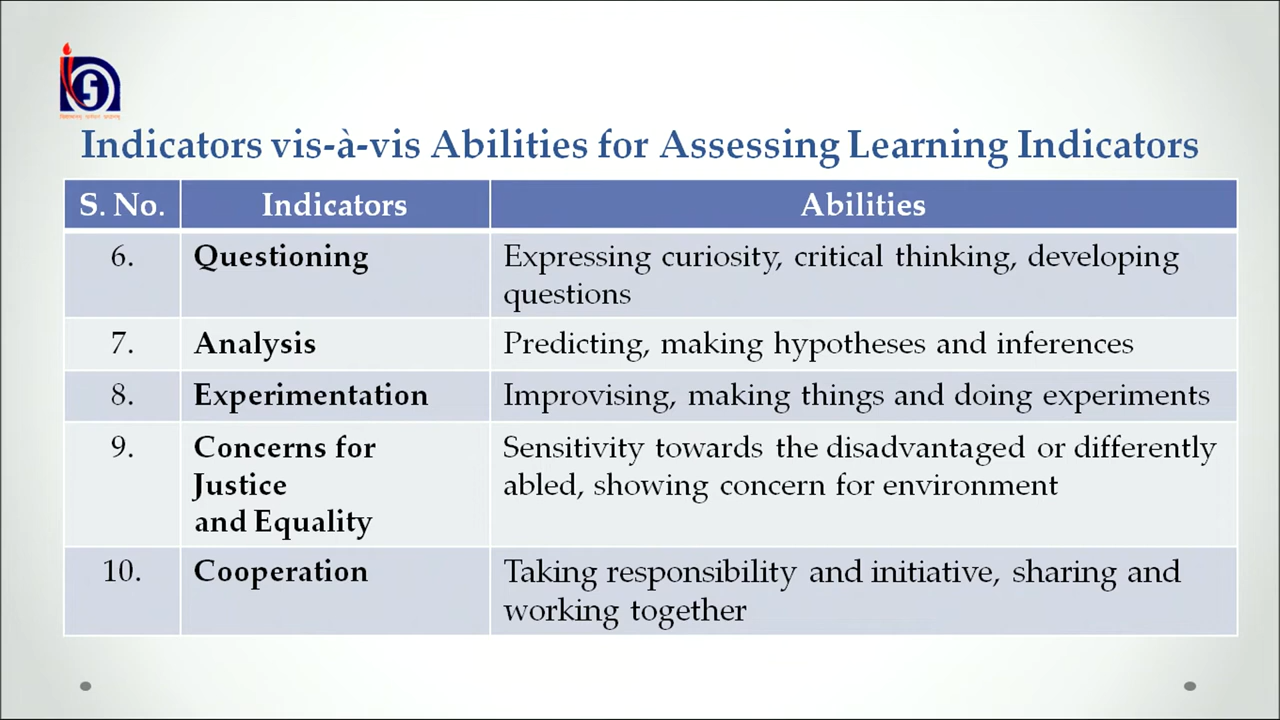 Indicators vis-à-vis Abilities for Assessing Learning Indicators
S. No. Indicators Abilities
6. Questioning Expressing curiosity, critical thinking, developing
questions
7. Analysis Predicting, making hypotheses and inferences
8. Experimentation Improvising, making things and doing experiments
9. Concerns for Sensitivity towards the disadvantaged or differently
Justice abled, showing concern for environment
and Equality
10. Cooperation Taking responsibility and initiative, sharing and
working together